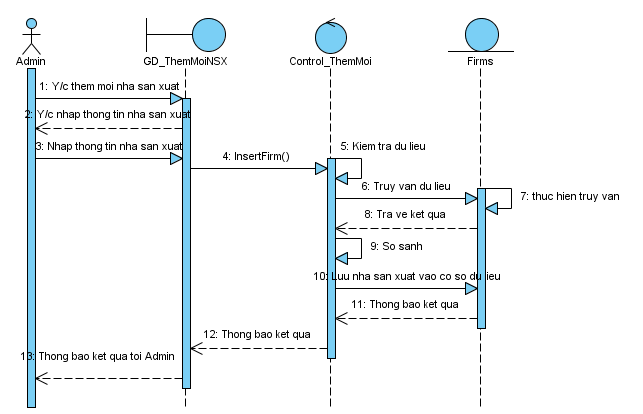 Admin
GD_ThemMoiNSX
Control_ThemMoi
Firms
1: Y/c them moi nha san xuat
2: Y/c nhap thong tin nha san xuat
3: Nhap thong tin nha san xuat
4: InsertFirm()
5: Kiem tra du lieu
6: Truy van du lieu
7: thuc hien truy van
8: Tra ve ket qua
9: So sanh
10: Luu nha san xuat vao co so du lieu
11: Thong bao ket qua
12: Thong bao ket qua
13: Thong bao ket qua toi Admin